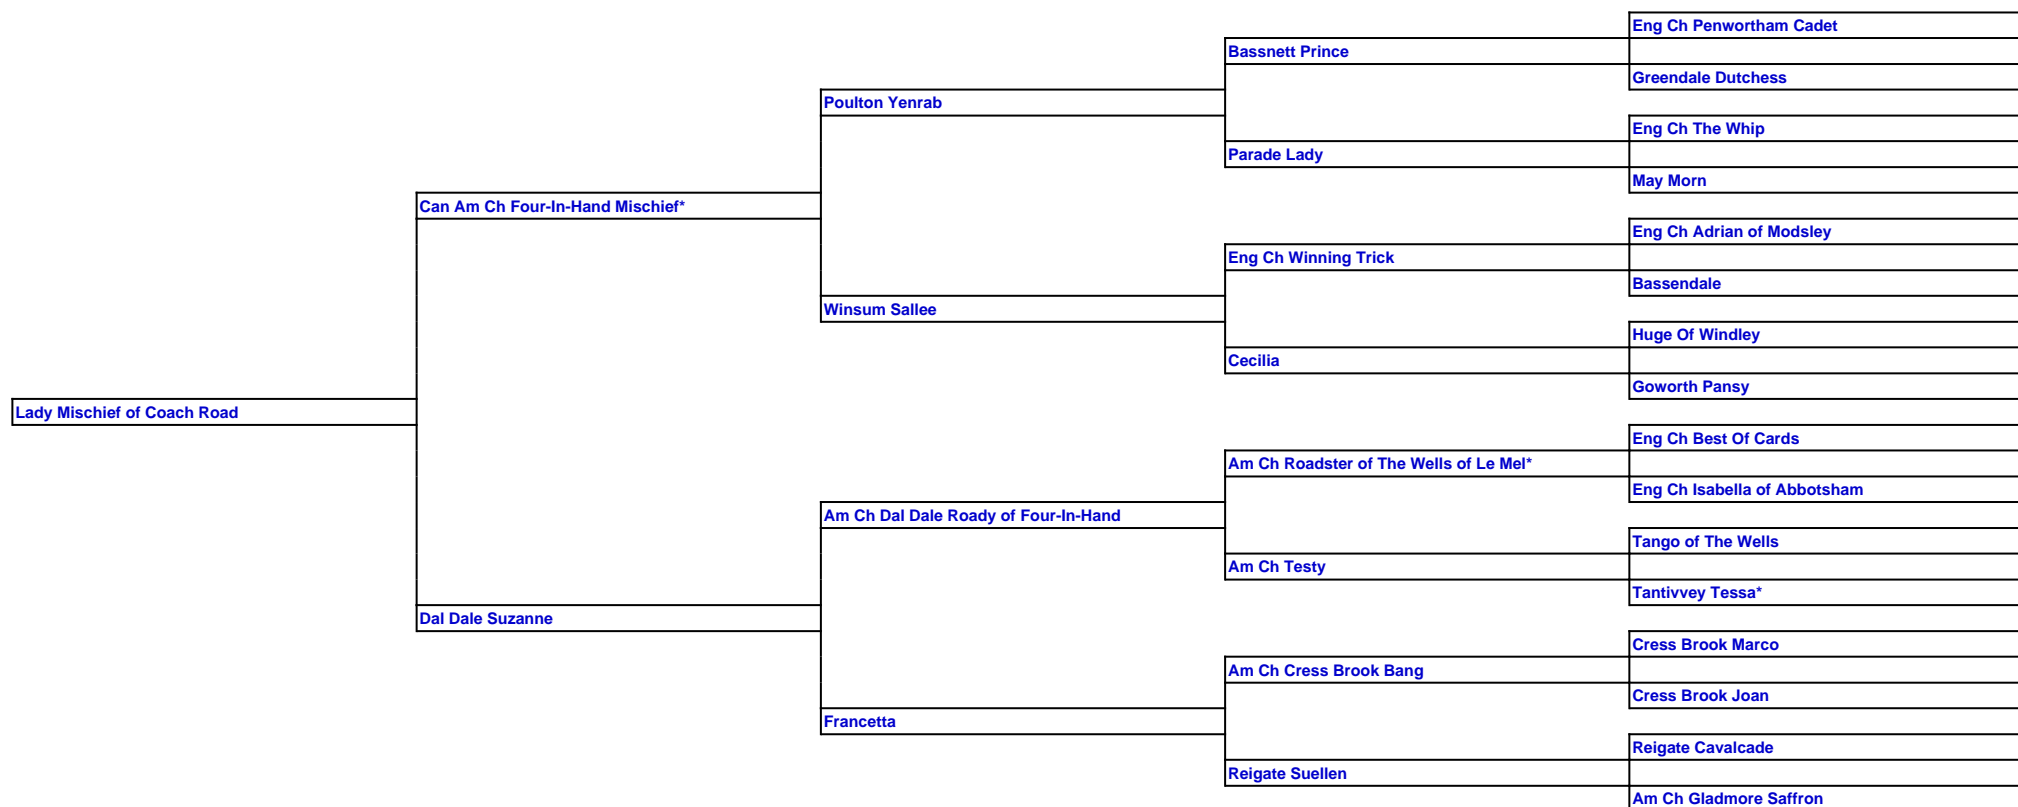 Eng Ch Penwortham Cadet
Bassnett Prince
Greendale Dutchess
Poulton Yenrab
Eng Ch The Whip
Parade Lady
May Morn
Can Am Ch Four-In-Hand Mischief*
Eng Ch Adrian of Modsley
Eng Ch Winning Trick
Bassendale
Winsum Sallee
Huge Of Windley
Cecilia
Goworth Pansy
Lady Mischief of Coach Road
Eng Ch Best Of Cards
Am Ch Roadster of The Wells of Le Mel*
Eng Ch Isabella of Abbotsham
Am Ch Dal Dale Roady of Four-In-Hand
Tango of The Wells
Am Ch Testy
Tantivvey Tessa*
Dal Dale Suzanne
Cress Brook Marco
Am Ch Cress Brook Bang
Cress Brook Joan
Francetta
Reigate Cavalcade
Reigate Suellen
Am Ch Gladmore Saffron